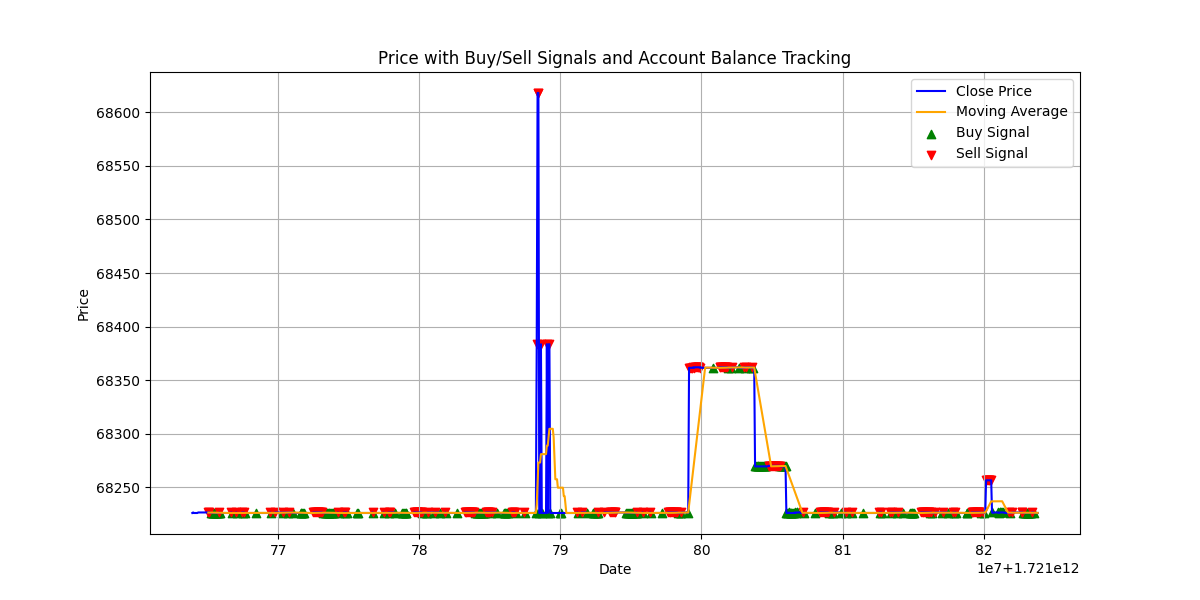 Price with Buy/Sell Signals and Account Balance Tracking
Close Price
Moving Average
Buy Signal
Sell Signal
Price
68600
68550
68500
68450
68400
68350
68300
68250
77 78 79 80 81 82
Date
1e7+1.721e12